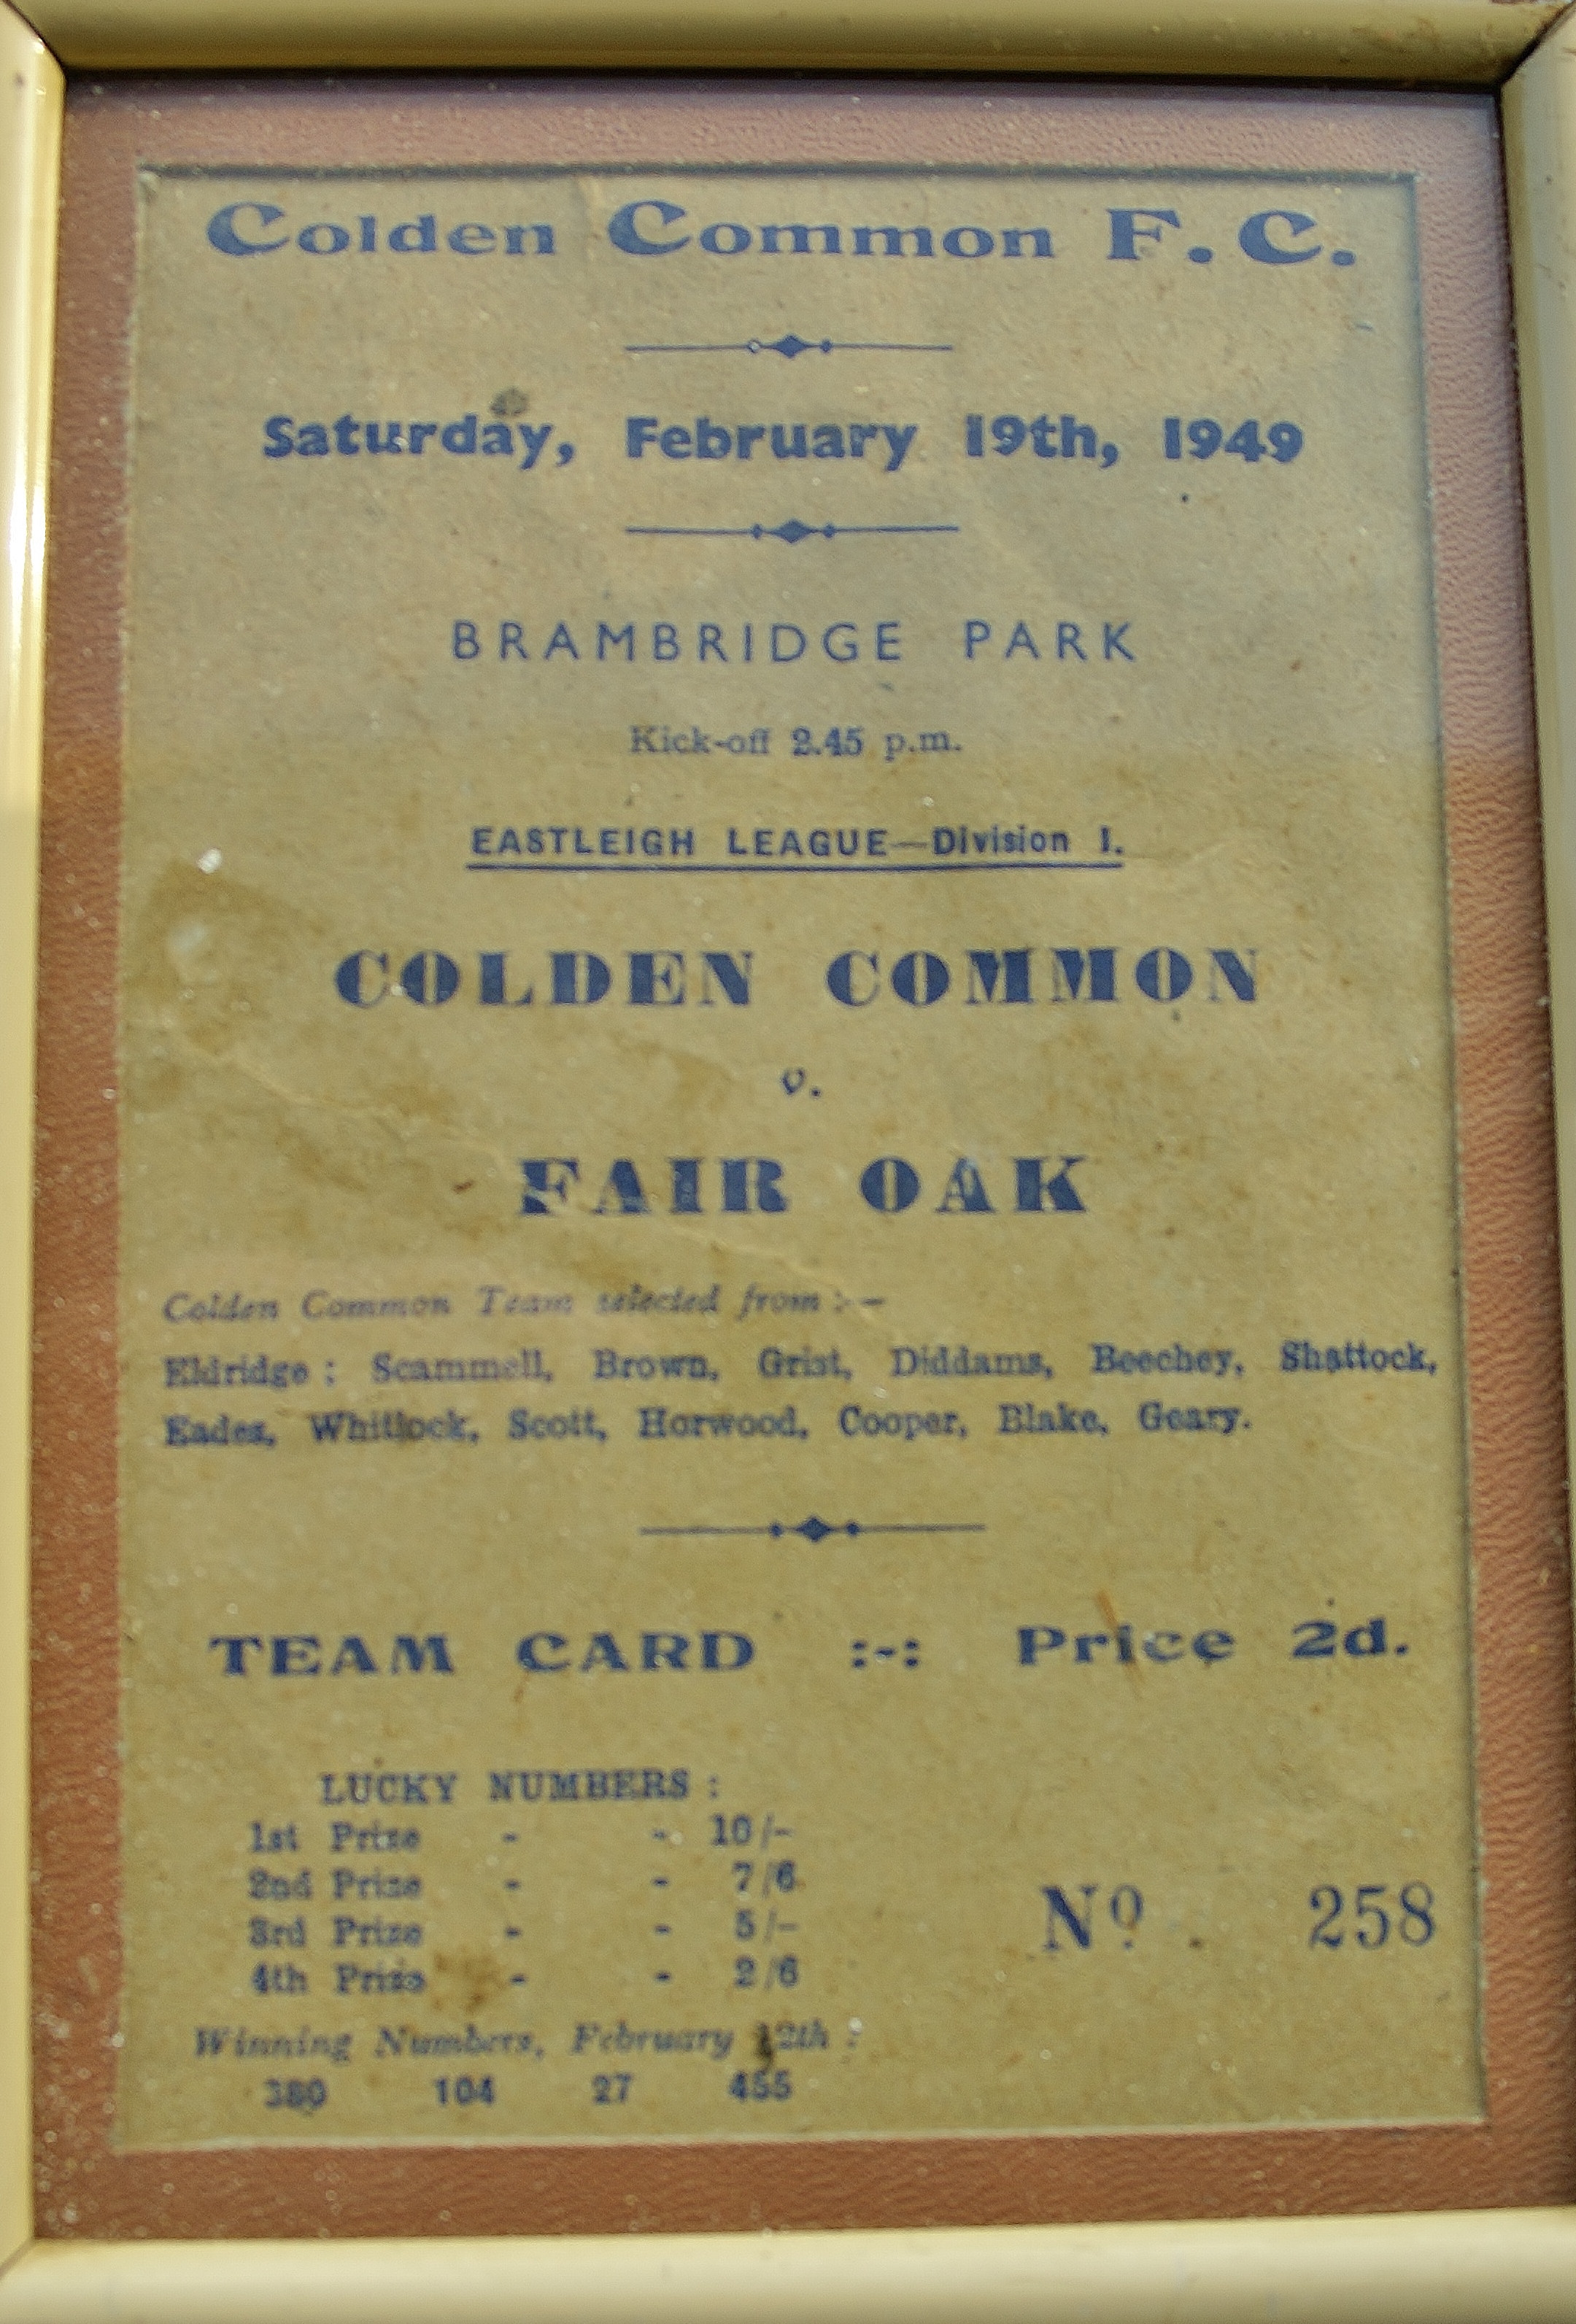 Colden Common F.C.
Saturday, February 19th, 1949
BRAMBRIDGE PARK
Kick-off 2.45 p.m.
EASTLEIGH LEAGUE—Division 1.
COLDEN COMMON
v.
FAIR OAK
Colden Common Team selected from :—
Eldridge : Scammell, Brown, Grist, Diddams, Beechey, Shattock,
Eades, Whitlock, Scott, Horwood, Cooper, Blake, Geary.
TEAM CARD :-: Price 2d.
LUCKY NUMBERS :
1st Prize - - 10/-
2nd Prize - - 7/6
3rd Prize - - 5/-
4th Prize - - 2/6
Nº 258
Winning Numbers, February 12th :
380 104 27 455